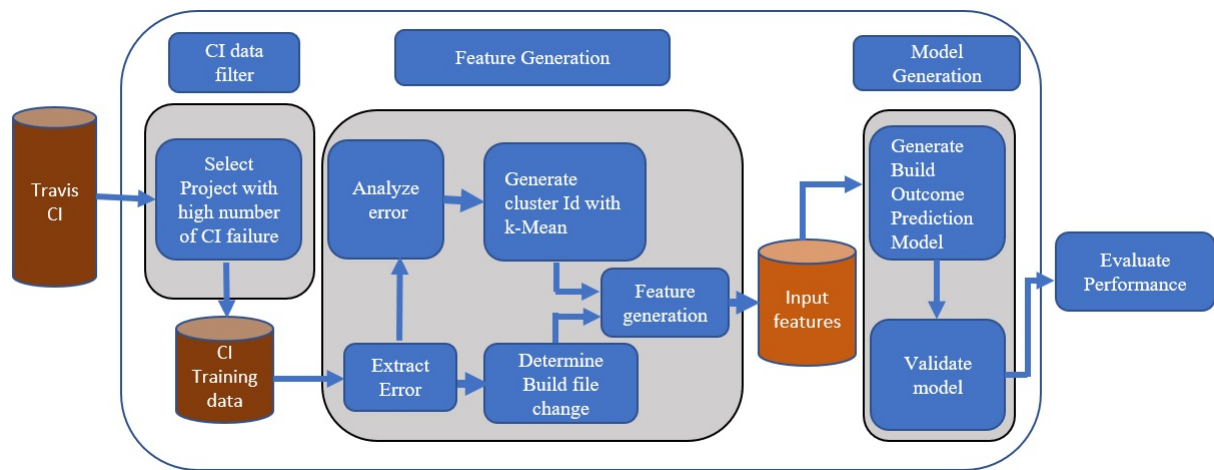 CI data
filter
Feature Generation
Model
Generation
Travis
CI
Select
Project with
high number
of CI failure
CI
Training
data
Analyze
error
Generate
cluster Id with
k-Mean
Extract
Error
Determine
Build file
change
Feature
generation
Input
features
Generate
Build
Outcome
Prediction
Model
Validate
model
Evaluate
Performance